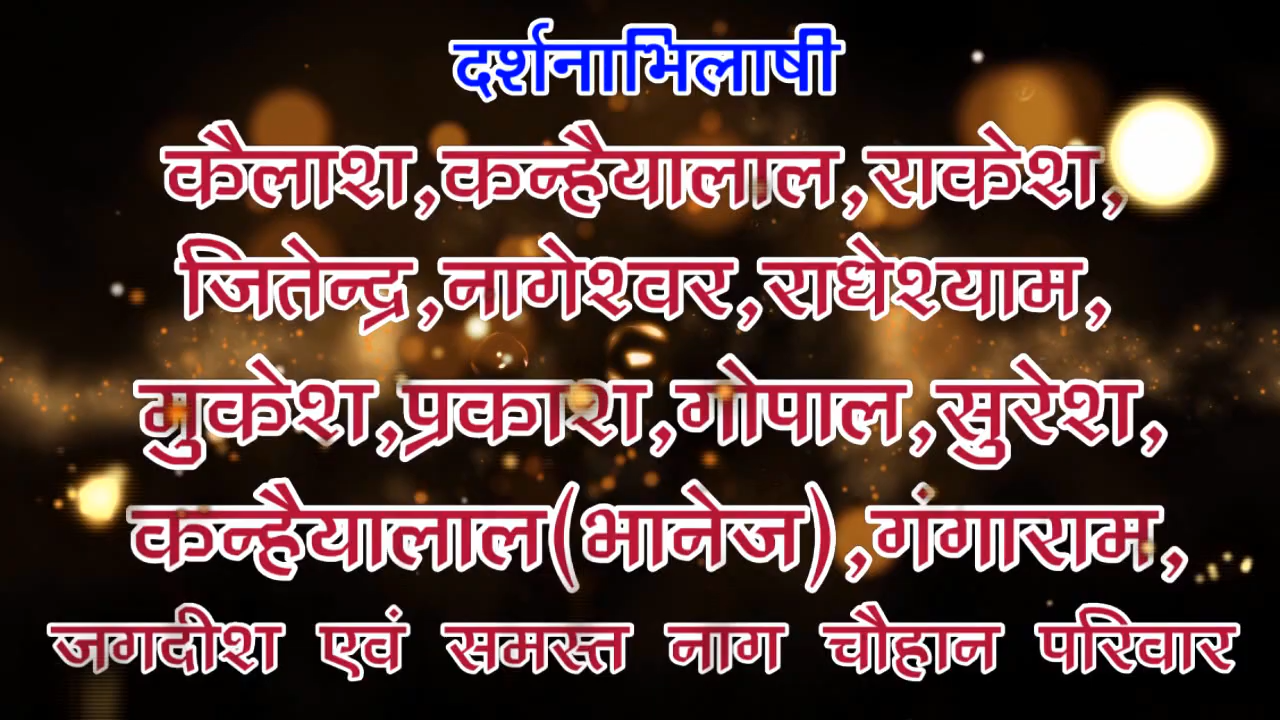 दर्शनाभिलाषी
कैलाश,कन्हैयालाल,राकेश,
जितेन्द्र,नागेश्वर,राधेश्याम,
मुकेश,प्रकाश,गोपाल,सुरेश,
कन्हैयालाल(भानेज),गंगाराम,
जगदीश एवं समस्त नाग चौहान परिवार